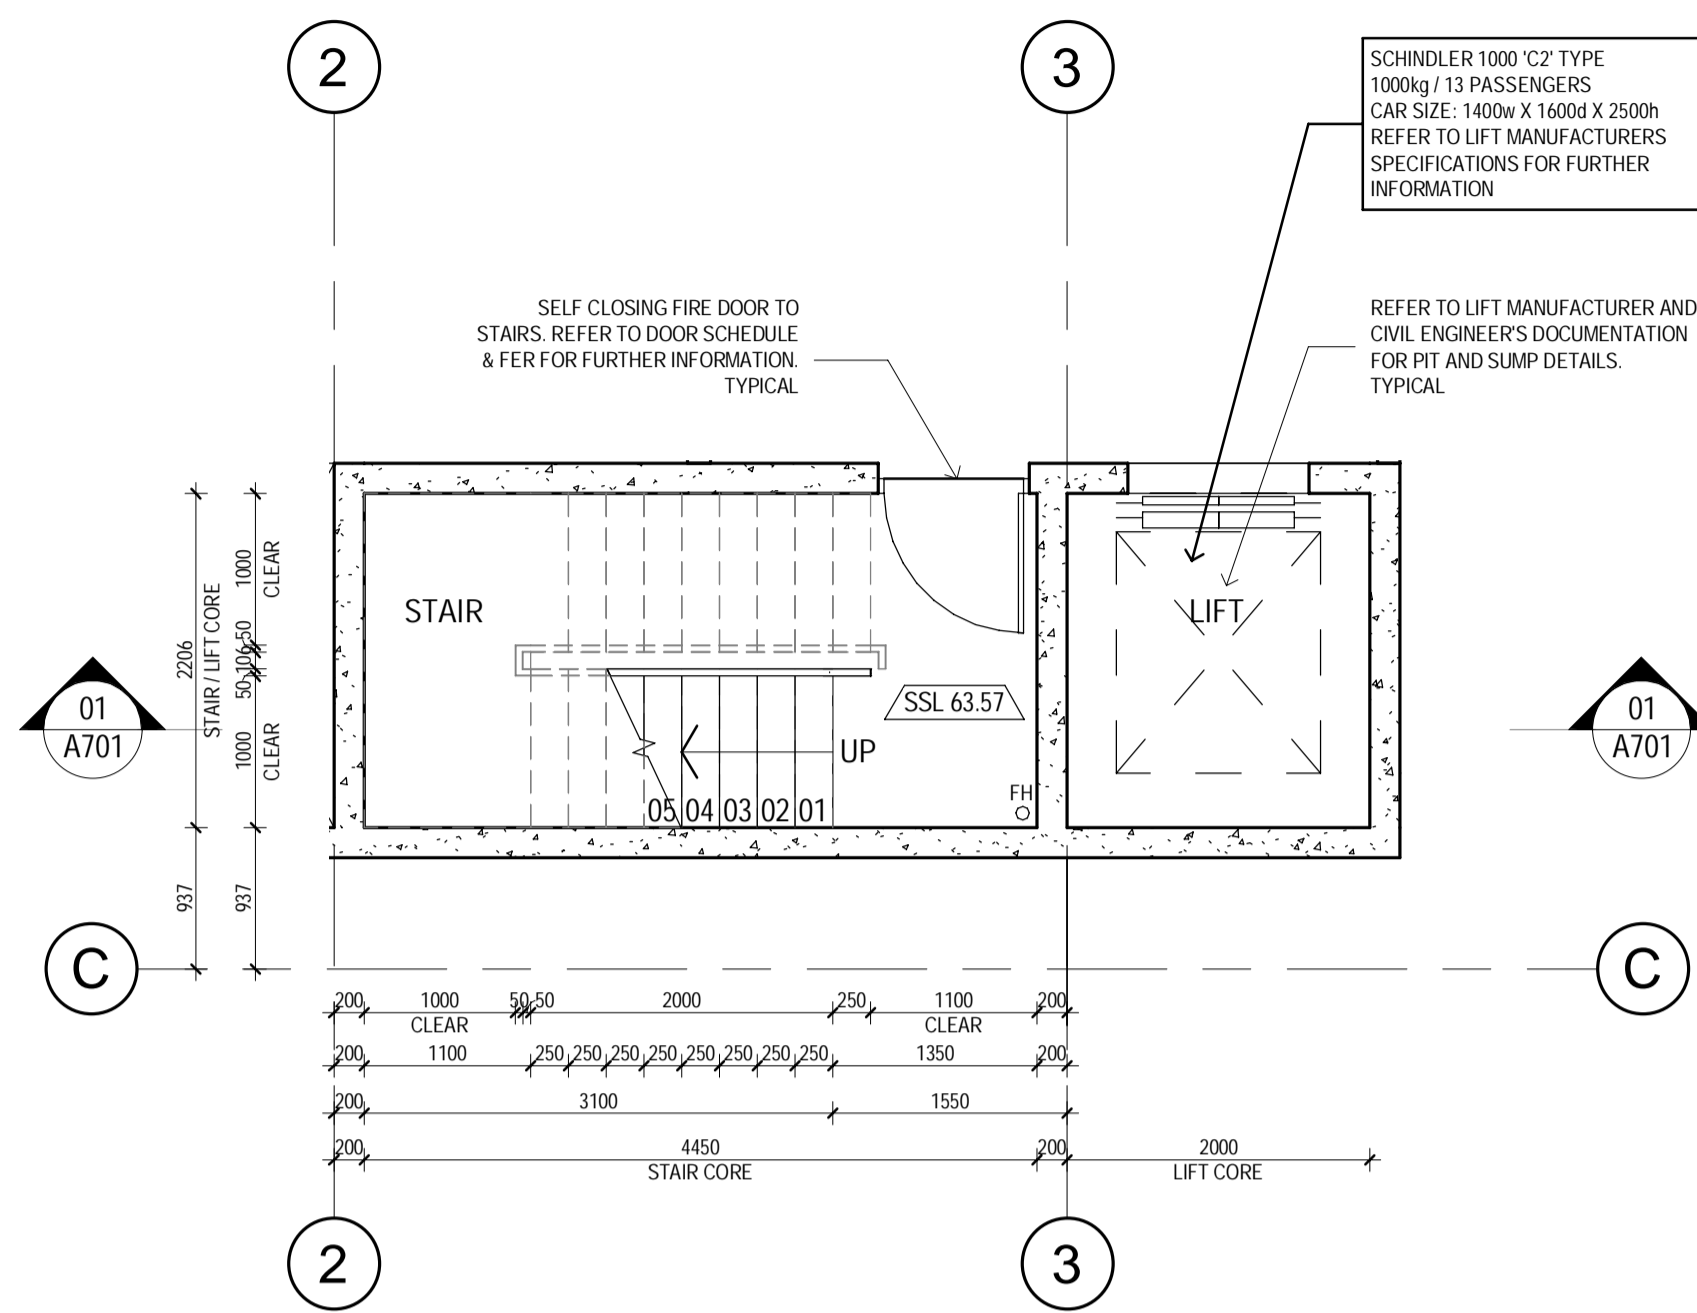 2
3
SCHINDLER 1000 'C2' TYPE
1000kg / 13 PASSENGERS
CAR SIZE: 1400w X 1600d X 2500h
REFER TO LIFT MANUFACTURERS
SPECIFICATIONS FOR FURTHER
INFORMATION
SELF CLOSING FIRE DOOR TO
STAIRS. REFER TO DOOR SCHEDULE
& FER FOR FURTHER INFORMATION.
TYPICAL
REFER TO LIFT MANUFACTURER AND
CIVIL ENGINEER'S DOCUMENTATION
FOR PIT AND SUMP DETAILS.
TYPICAL
2206
STAIR / LIFT CORE
937
1000
CLEAR
50
106
50
1000
CLEAR
937
STAIR
LIFT
SSL 63.57
UP
FH
05 04 03 02 01
01
A701
01
A701
C
C
200 1000 50 50 2000 250 1100 200
CLEAR CLEAR
200 1100 250 250 250 250 250 250 250 250 1350 200
200 3100 1550
200 4450 200 2000
STAIR CORE LIFT CORE
2
3